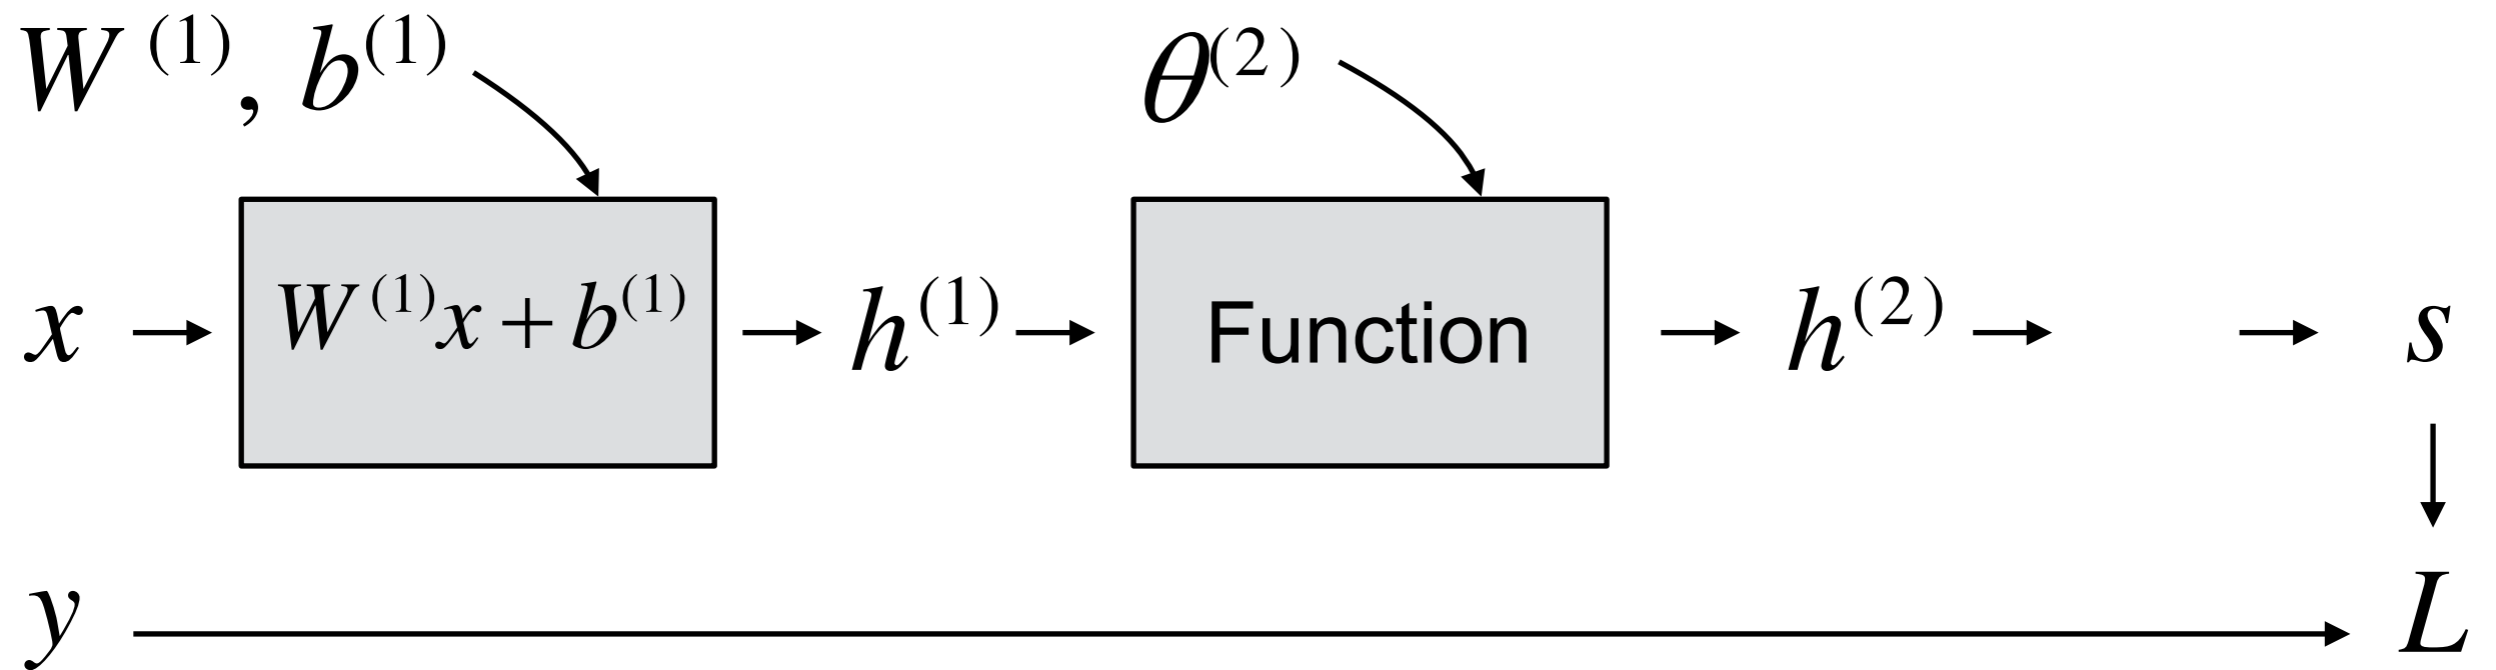 W⁽¹⁾, b⁽¹⁾ θ⁽²⁾
x W⁽¹⁾x + b⁽¹⁾ h⁽¹⁾ Function h⁽²⁾ s
y L